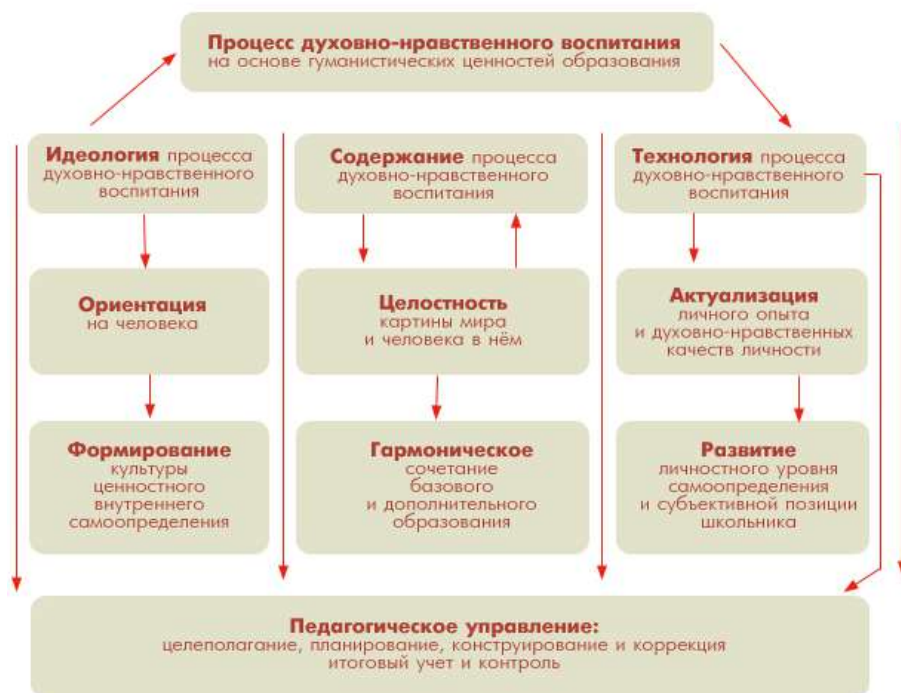 Процесс духовно-нравственного воспитания
на основе гуманистических ценностей образования
Идеология процесса
духовно-нравственного
воспитания
Содержание процесса
духовно-нравственного
воспитания
Технология процесса
духовно-нравственного
воспитания
Ориентация
на человека
Целостность
картины мира
и человека в нём
Актуализация
личного опыта
и духовно-нравственных
качеств личности
Формирование
культуры
ценностного
внутреннего
самоопределения
Гармоническое
сочетание
базового
и дополнительного
образования
Развитие
личностного уровня
самоопределения
и субъективной позиции
школьника
Педагогическое управление:
целеполагание, планирование, конструирование и коррекция
итоговый учет и контроль